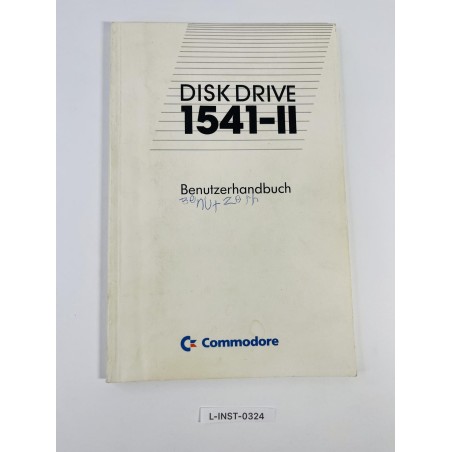 DISK DRIVE
1541-II
Benutzerhandbuch
Commodore
L-INST-0324